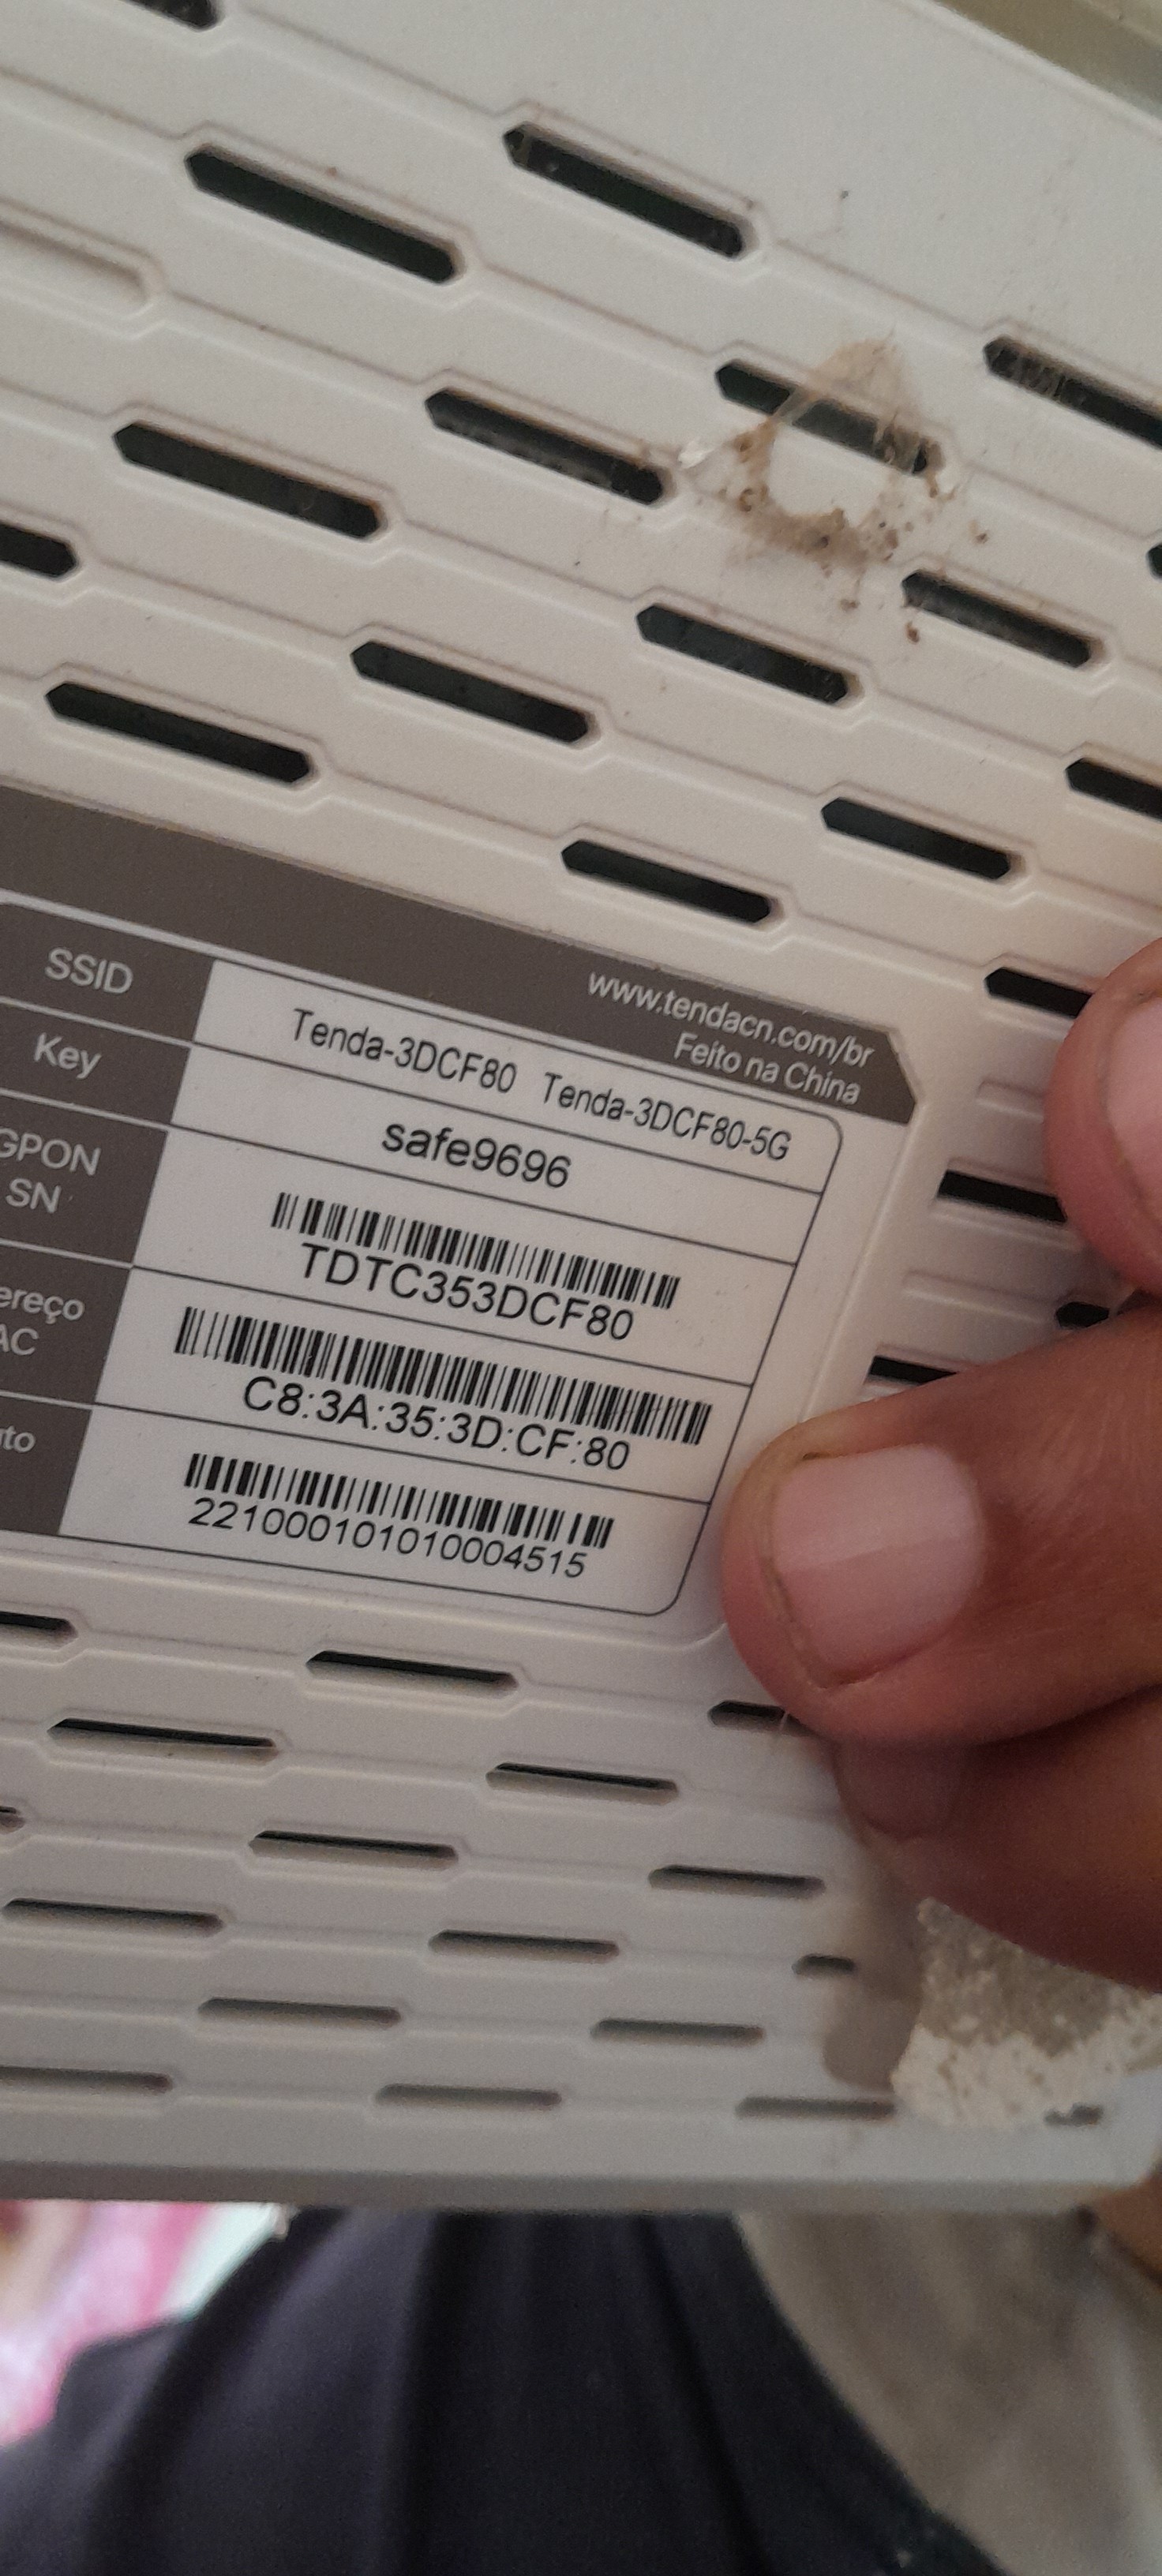 www.tendacn.com/br
Feito na China
SSID Tenda-3DCF80 Tenda-3DCF80-5G
Key safe9696
GPON
SN
TDTC353DCF80
C8:3A:35:3D:CF:80
221000101010004515